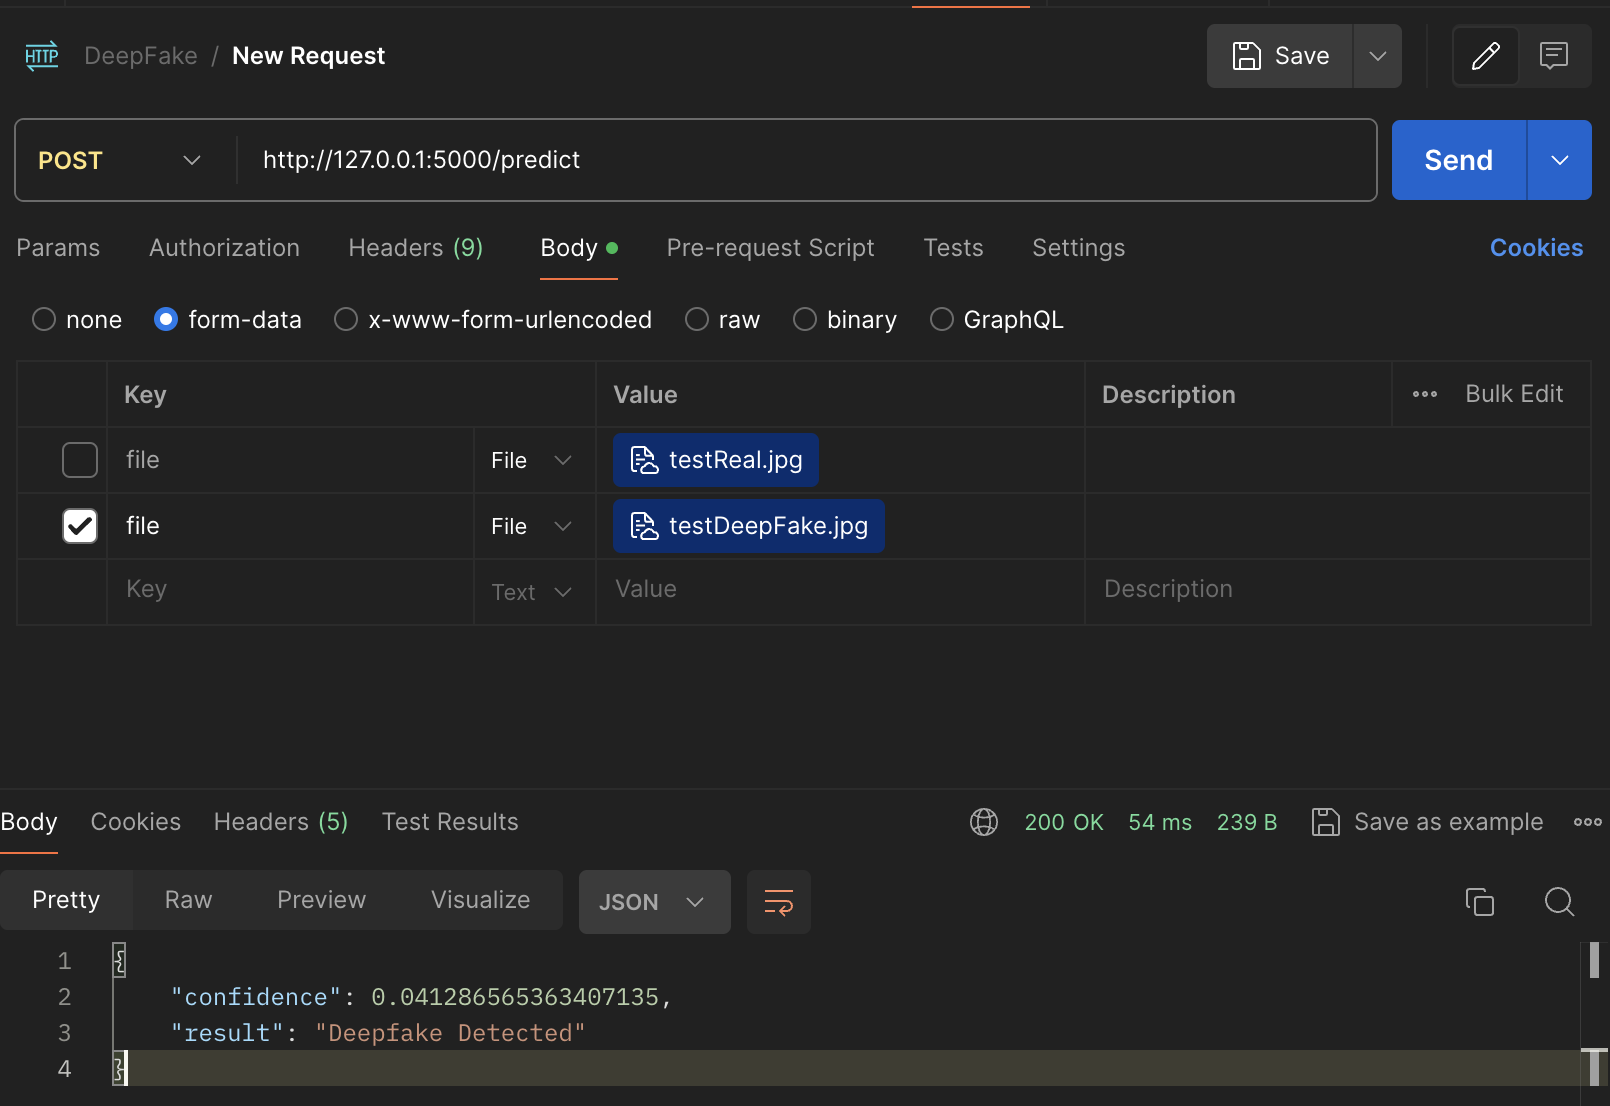 HTTP DeepFake / New Request Save
POST http://127.0.0.1:5000/predict Send
Params Authorization Headers (9) Body Pre-request Script Tests Settings Cookies
none form-data x-www-form-urlencoded raw binary GraphQL
Key Value Description Bulk Edit
file File testReal.jpg
file File testDeepFake.jpg
Key Text Value Description
Body Cookies Headers (5) Test Results 200 OK 54 ms 239 B Save as example
Pretty Raw Preview Visualize JSON
1 {
2 "confidence": 0.041286565363407135,
3 "result": "Deepfake Detected"
4 }